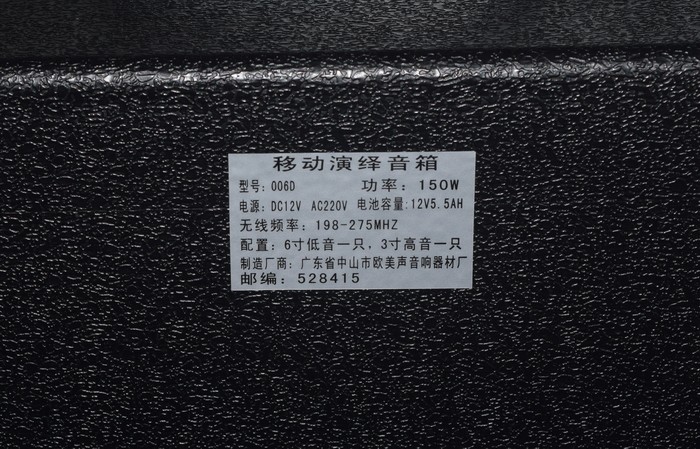 移动演绎音箱
型号：006D 功率：150W
电源：DC12V AC220V 电池容量:12V5.5AH
无线频率：198-275MHZ
配置：6寸低音一只，3寸高音一只
制造厂商：广东省中山市欧美声音响器材厂
邮编：528415